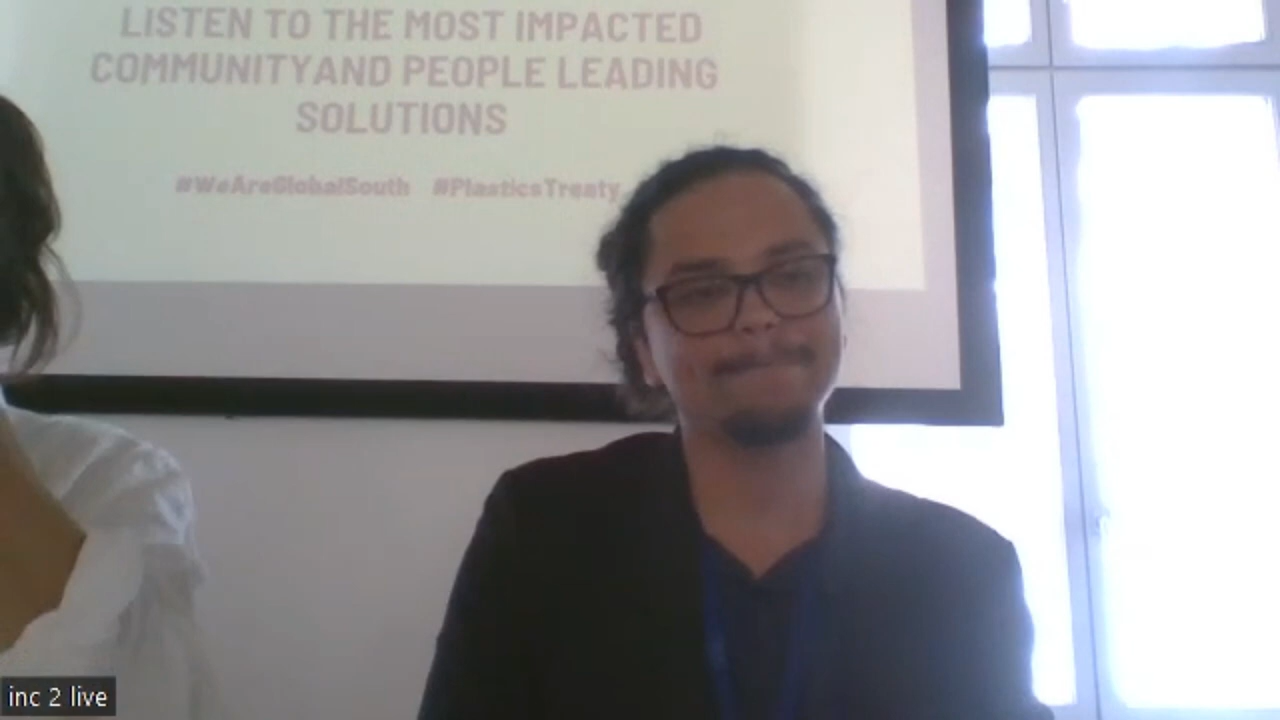 LISTEN TO THE MOST IMPACTED
COMMUNITYAND PEOPLE LEADING
SOLUTIONS
#WeAreGlobalSouth #PlasticsTreaty
inc 2 live